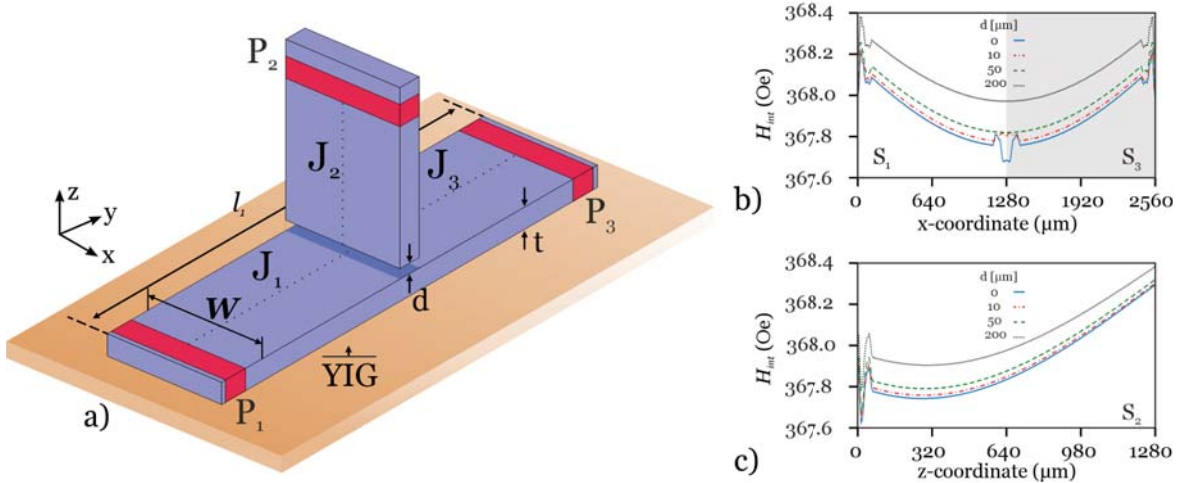 P₂
J₂
J₃
z
y
x
l₁
P₃
t
J₁
W
d
YIG
P₁
a)
368.4
368.2
368.0
367.8
367.6
H_int (Oe)
d [µm]
0
10
50
200
S₁
S₃
0 640 1280 1920 2560
x-coordinate (µm)
b)
368.4
368.2
368.0
367.8
367.6
H_int (Oe)
d [µm]
0
10
50
200
S₂
0 320 640 980 1280
z-coordinate (µm)
c)